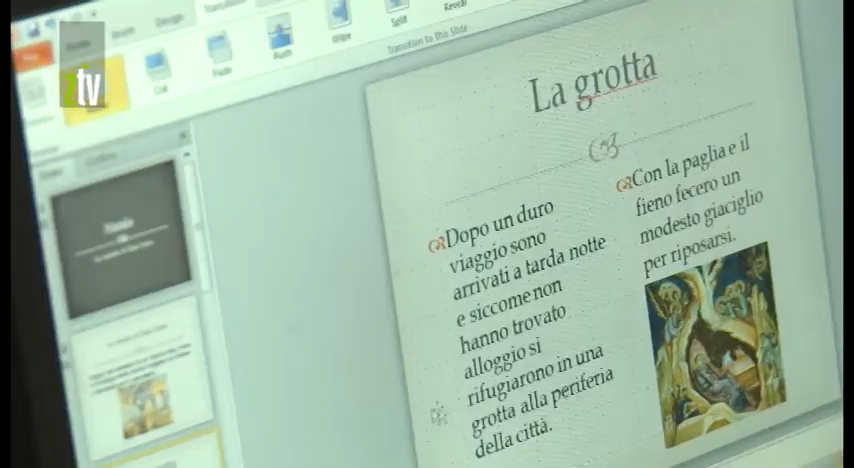 ztv
Cut
Fade
Push
Wipe
Split
Reveal
Transition to This Slide
La grotta
Dopo un duro
viaggio sono
arrivati a tarda notte
e siccome non
hanno trovato
alloggio si
rifugiarono in una
grotta alla periferia
della città.
Con la paglia e il
fieno fecero un
modesto giaciglio
per riposarsi.